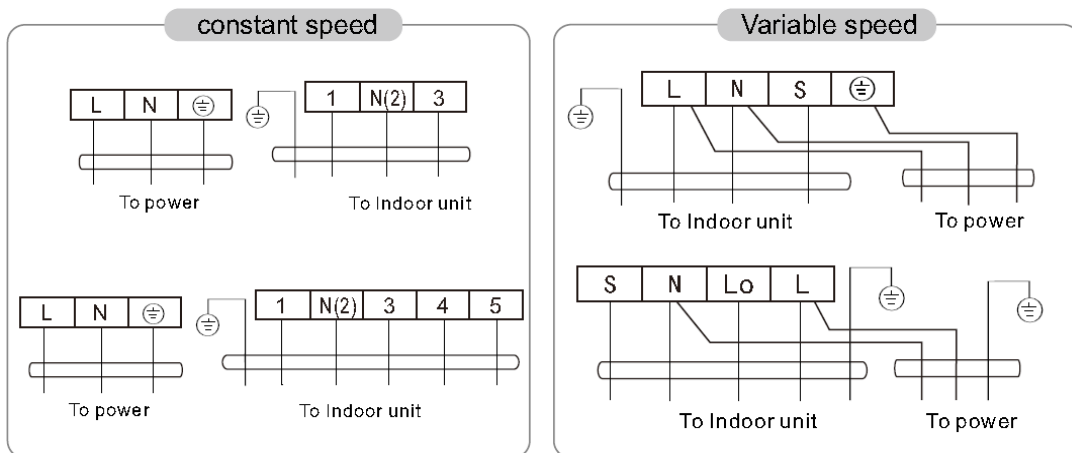 constant speed
L N ⏚ 1 N(2) 3
To power To Indoor unit
L N ⏚ 1 N(2) 3 4 5
To power To Indoor unit
Variable speed
L N S ⏚
To Indoor unit To power
S N Lo L
To Indoor unit To power